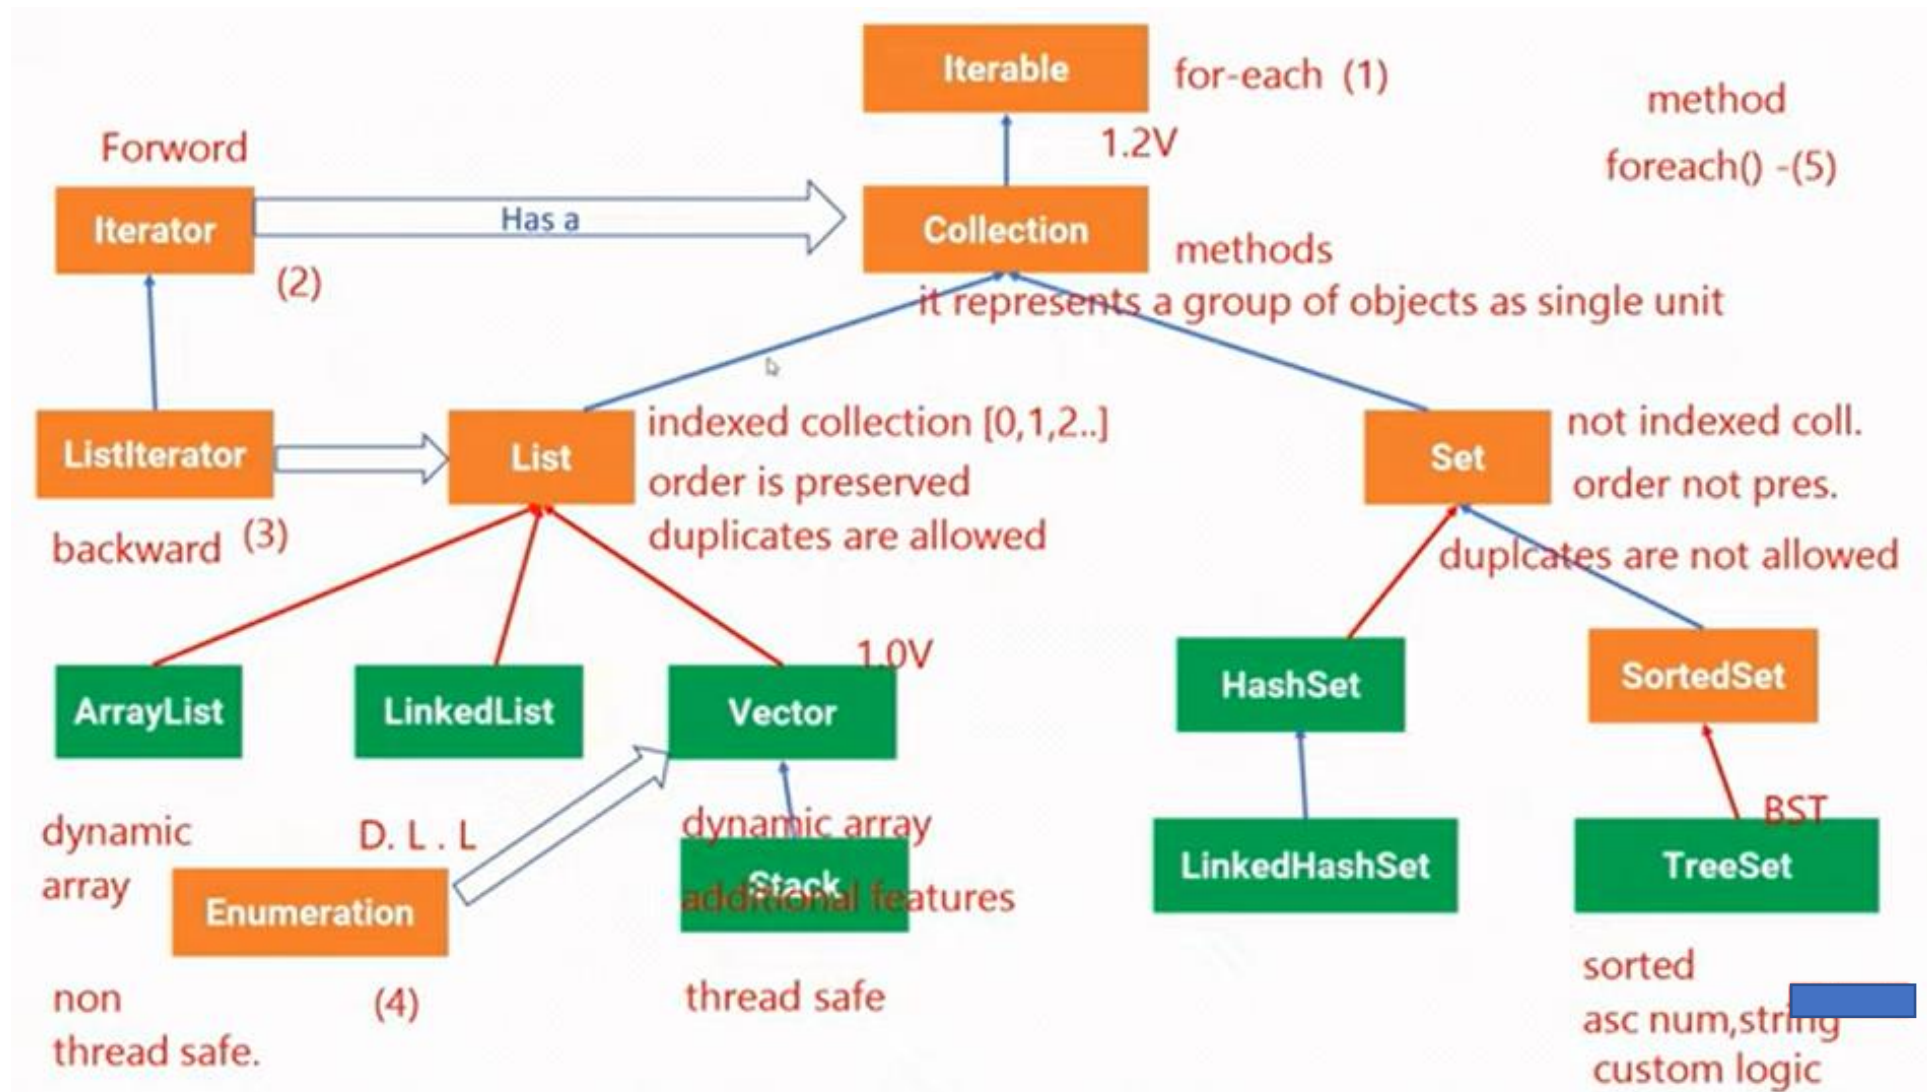 Iterable
for-each (1)
method
1.2V
Forword
foreach() -(5)
Iterator
Has a
Collection
methods
(2)
it represents a group of objects as single unit
ListIterator
List
indexed collection [0,1,2..]
order is preserved
duplicates are allowed
Set
not indexed coll.
order not pres.
duplcates are not allowed
backward (3)
1.0V
ArrayList
LinkedList
Vector
HashSet
SortedSet
dynamic
array
D. L . L
dynamic array
Stack
additional features
BST
LinkedHashSet
TreeSet
Enumeration
(4)
non
thread safe.
thread safe
sorted
asc num,string
custom logic